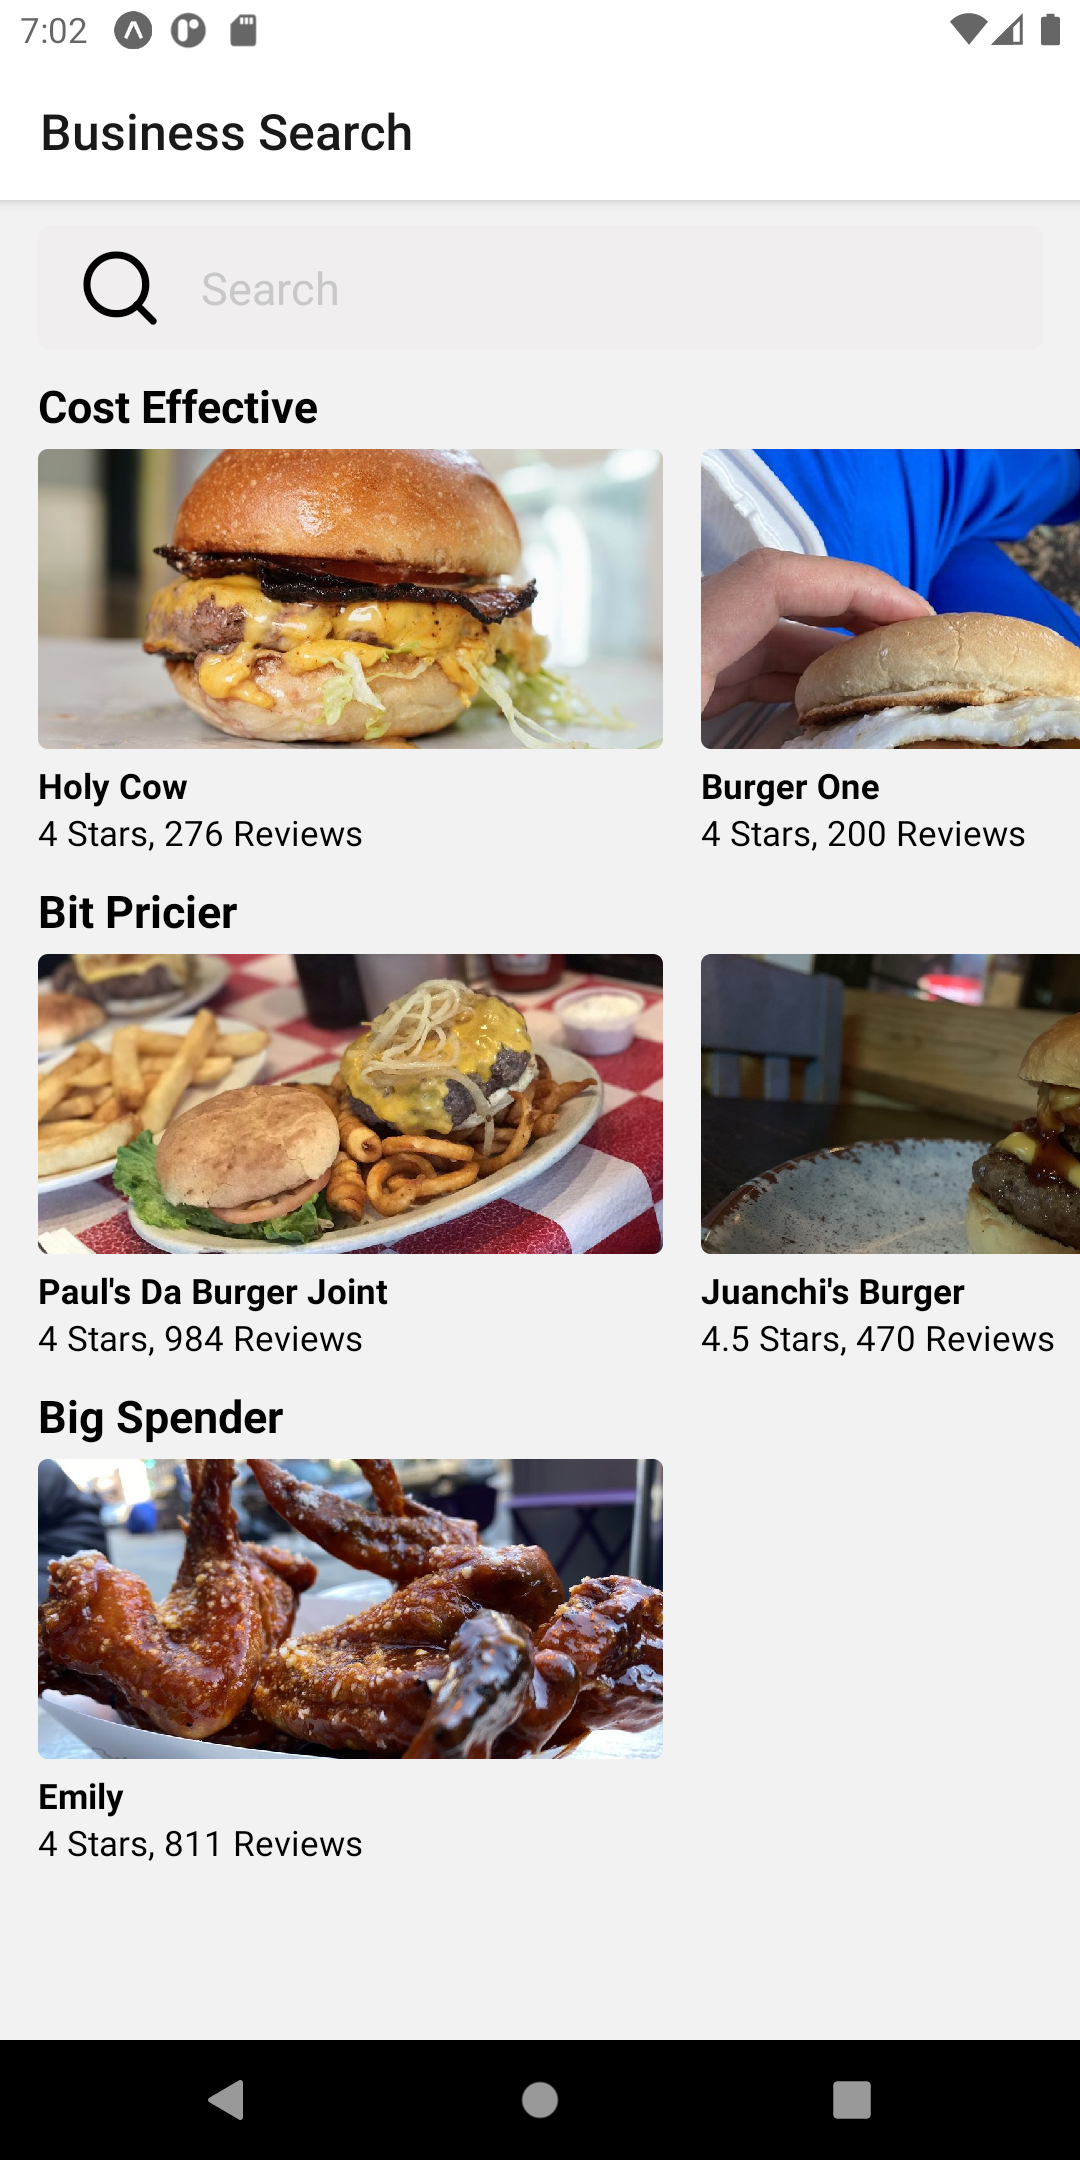 7:02
Business Search
Search
Cost Effective
Holy Cow
4 Stars, 276 Reviews
Burger One
4 Stars, 200 Reviews
Bit Pricier
Paul's Da Burger Joint
4 Stars, 984 Reviews
Juanchi's Burger
4.5 Stars, 470 Reviews
Big Spender
Emily
4 Stars, 811 Reviews